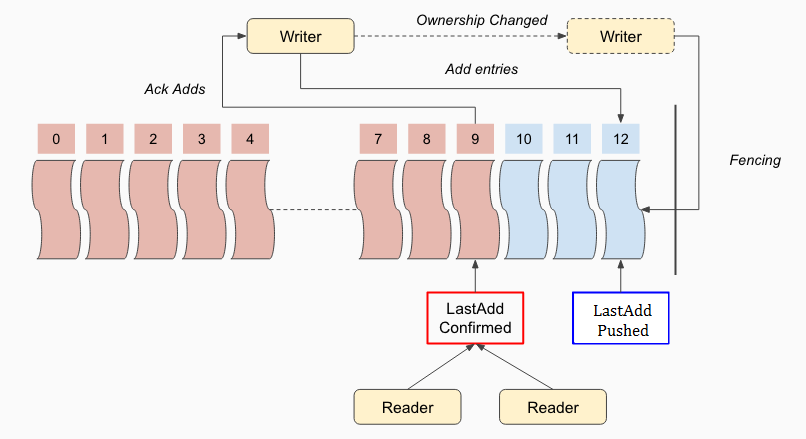 Ownership Changed
Writer
Writer
Add entries
Ack Adds
0 1 2 3 4 7 8 9 10 11 12
Fencing
LastAdd
Confirmed
LastAdd
Pushed
Reader
Reader